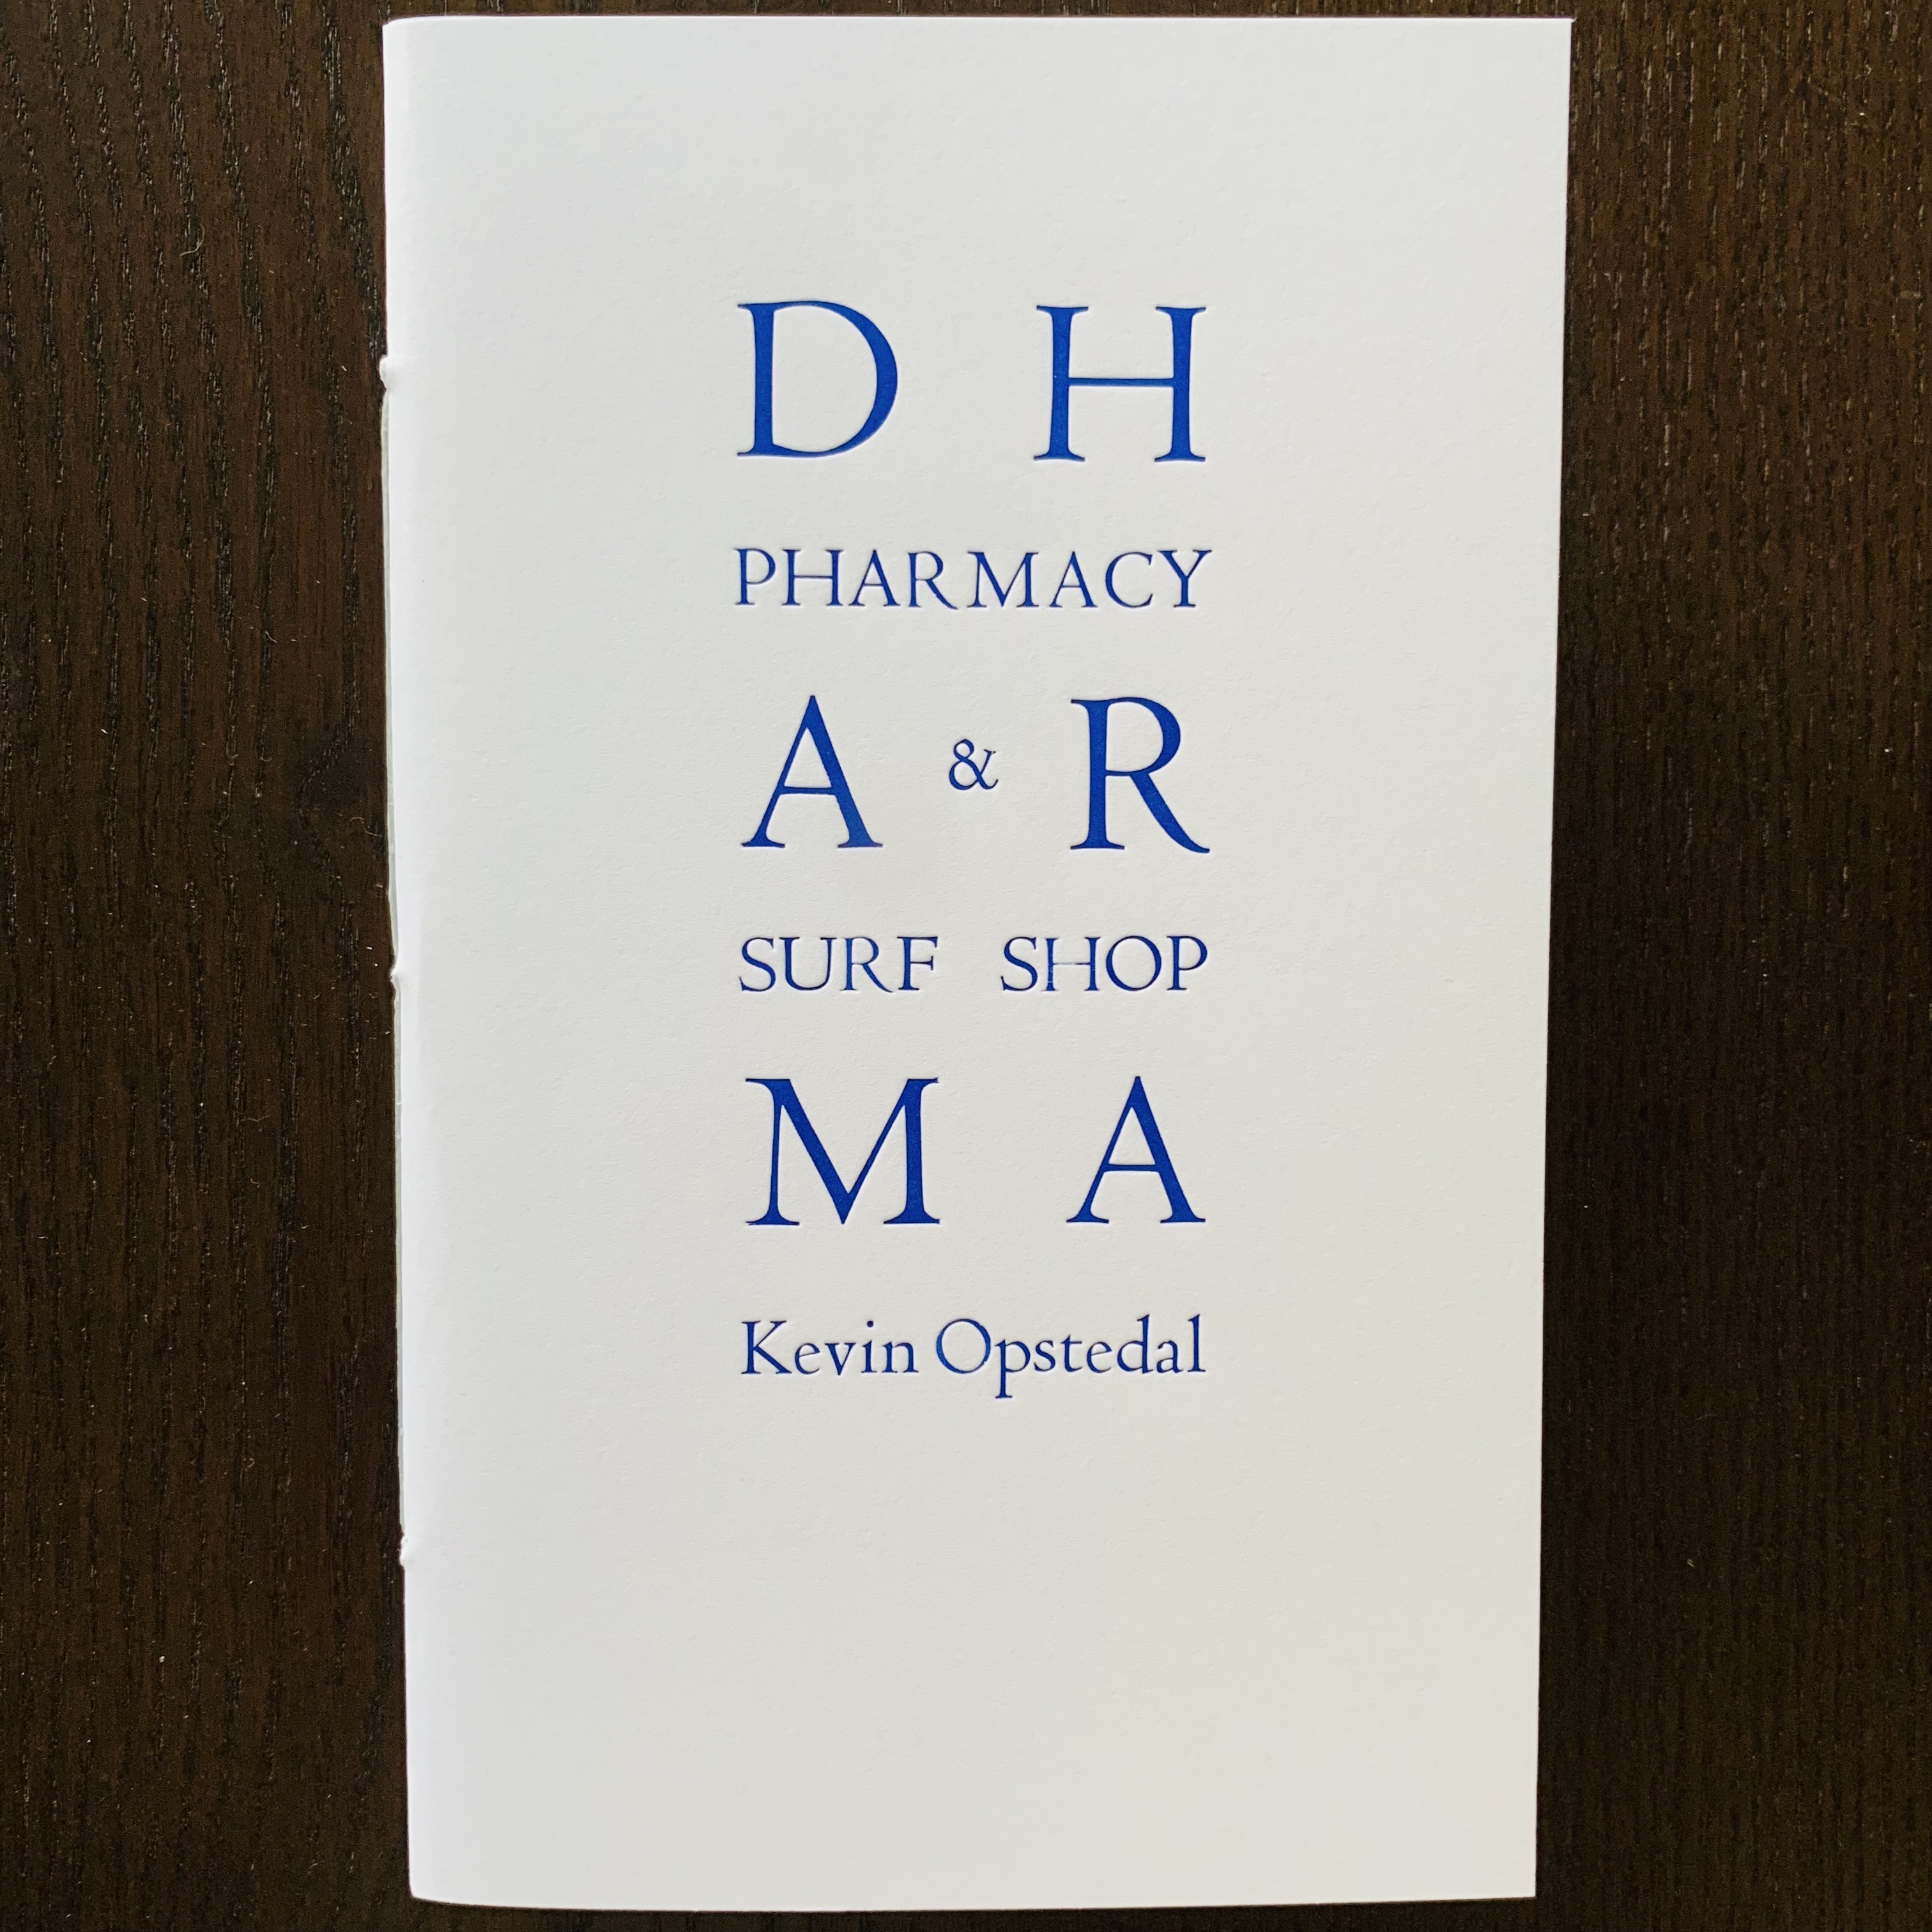 D H
PHARMACY
A & R
SURF SHOP
M A
Kevin Opstedal